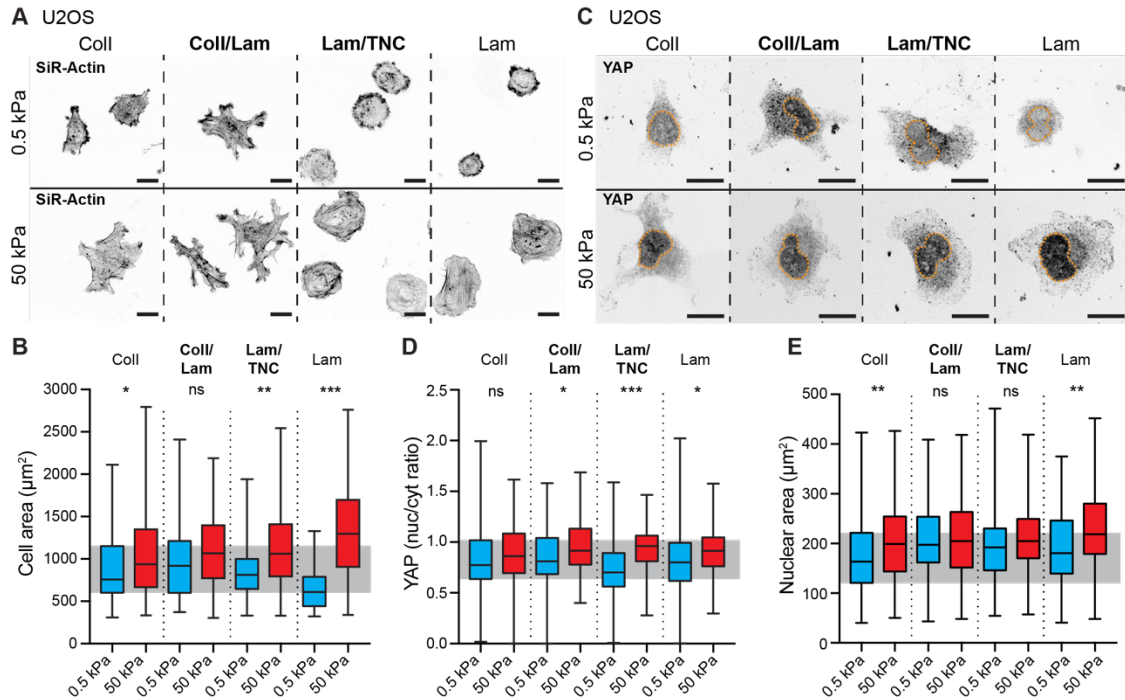 A U2OS
Coll Coll/Lam Lam/TNC Lam
SiR-Actin
0.5 kPa
SiR-Actin
50 kPa
C U2OS
Coll Coll/Lam Lam/TNC Lam
YAP
0.5 kPa
YAP
50 kPa
B
Coll Coll/ Lam/ Lam
Lam TNC
* ns ** ***
Cell area (µm²)
3000
2500
2000
1500
1000
500
0
0.5 kPa 50 kPa 0.5 kPa 50 kPa 0.5 kPa 50 kPa 0.5 kPa 50 kPa
D
Coll Coll/ Lam/ Lam
Lam TNC
ns * *** *
YAP (nuc/cyt ratio)
2.5
2.0
1.5
1.0
0.5
0.0
0.5 kPa 50 kPa 0.5 kPa 50 kPa 0.5 kPa 50 kPa 0.5 kPa 50 kPa
E
Coll Coll/ Lam/ Lam
Lam TNC
** ns ns **
Nuclear area (µm²)
500
400
300
200
100
0
0.5 kPa 50 kPa 0.5 kPa 50 kPa 0.5 kPa 50 kPa 0.5 kPa 50 kPa